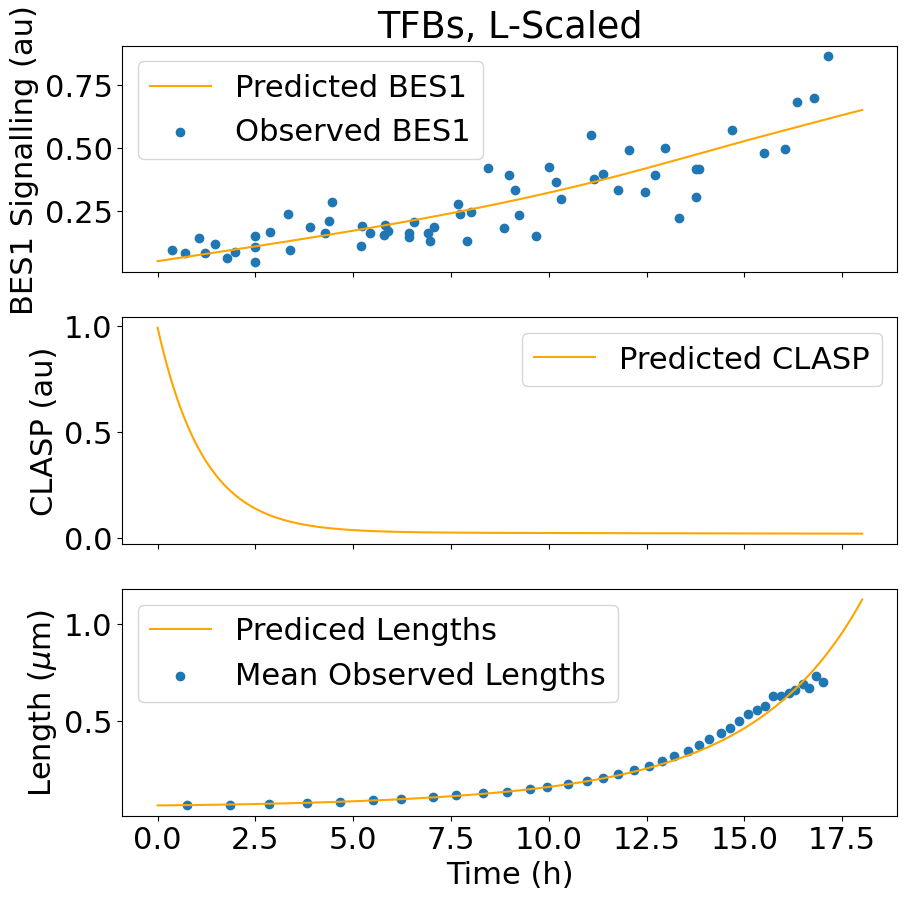 TFBs, L-Scaled
BES1 Signalling (au)
0.75
0.50
0.25
Predicted BES1
Observed BES1
CLASP (au)
1.0
0.5
0.0
Predicted CLASP
Length (μm)
1.0
0.5
Prediced Lengths
Mean Observed Lengths
0.0 2.5 5.0 7.5 10.0 12.5 15.0 17.5
Time (h)